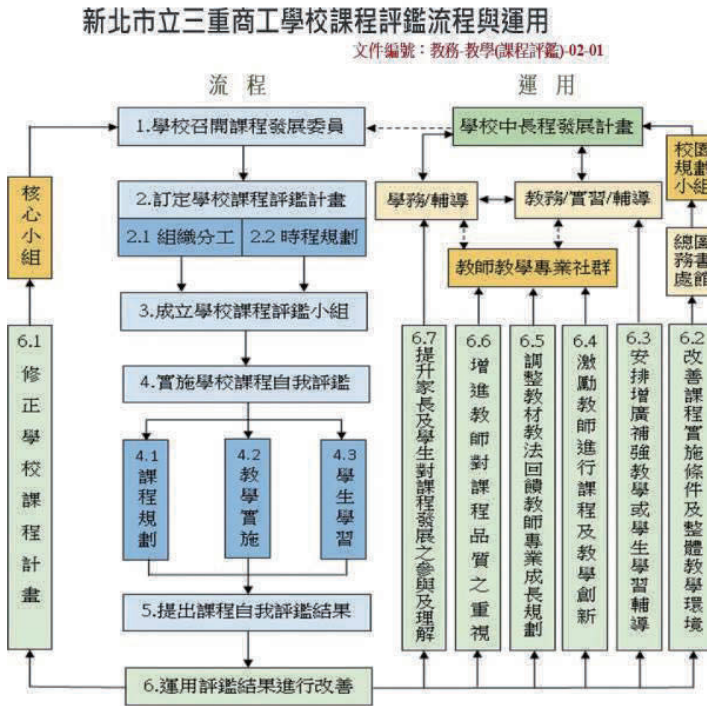 新北市立三重商工學校課程評鑑流程與運用
文件編號：教務-教學(課程評鑑)-02-01
流 程
運 用
1.學校召開課程發展委員
學校中長程發展計畫
校園規劃小組
核心小組
2.訂定學校課程評鑑計畫
2.1 組織分工
2.2 時程規劃
學務/輔導
教務/實習/輔導
教師教學專業社群
總務處
圖書館
3.成立學校課程評鑑小組
4.實施學校課程自我評鑑
4.1 課程規劃
4.2 教學實施
4.3 學生學習
5.提出課程自我評鑑結果
6.運用評鑑結果進行改善
6.1 修正學校課程計畫
6.7 提升家長及學生對課程發展之參與及理解
6.6 增進教師對課程品質之重視
6.5 調整教材教法回饋教師專業成長規劃
6.4 激勵教師進行課程及教學創新
6.3 安排增廣補強教學或學生學習輔導
6.2 改善課程實施條件及整體教學環境